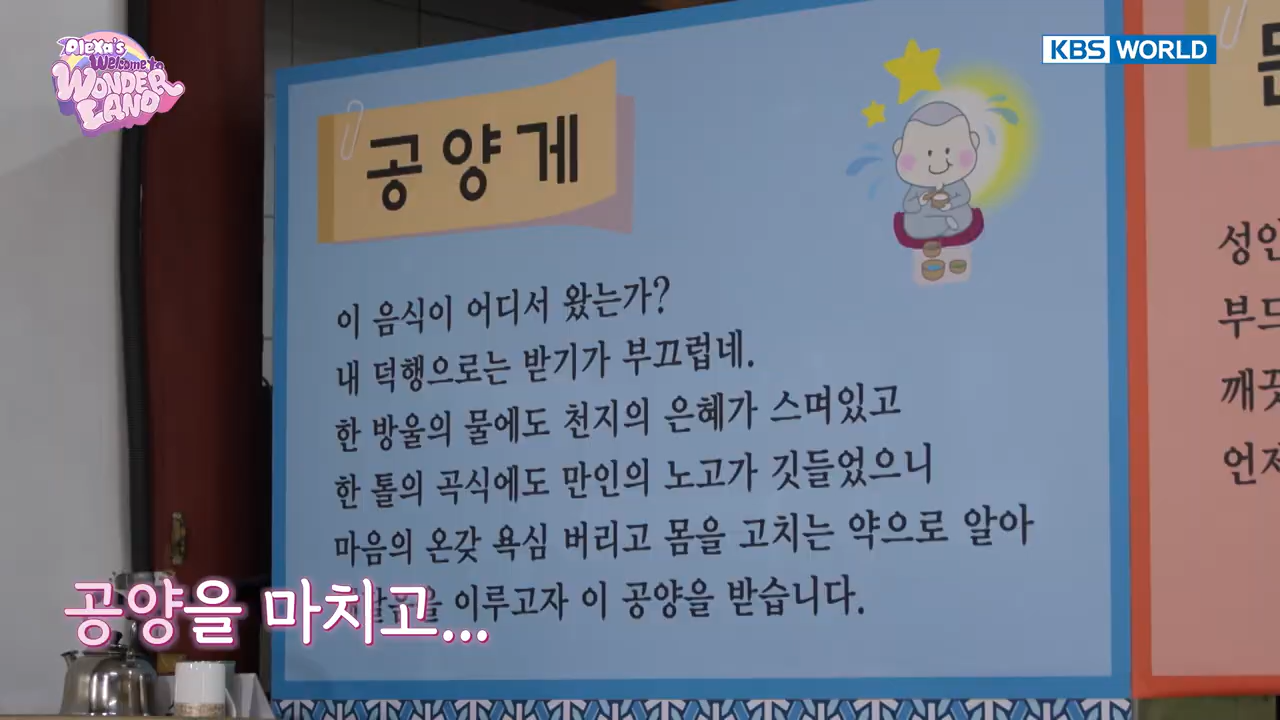 AleXa's
Welcome to
WONDER
LAND
KBS WORLD
공양게
이 음식이 어디서 왔는가?
내 덕행으로는 받기가 부끄럽네.
한 방울의 물에도 천지의 은혜가 스며있고
한 톨의 곡식에도 만인의 노고가 깃들었으니
마음의 온갖 욕심 버리고 몸을 고치는 약으로 알아
이루고자 이 공양을 받습니다.
성인
부드
깨끗
언제
공양을 마치고...